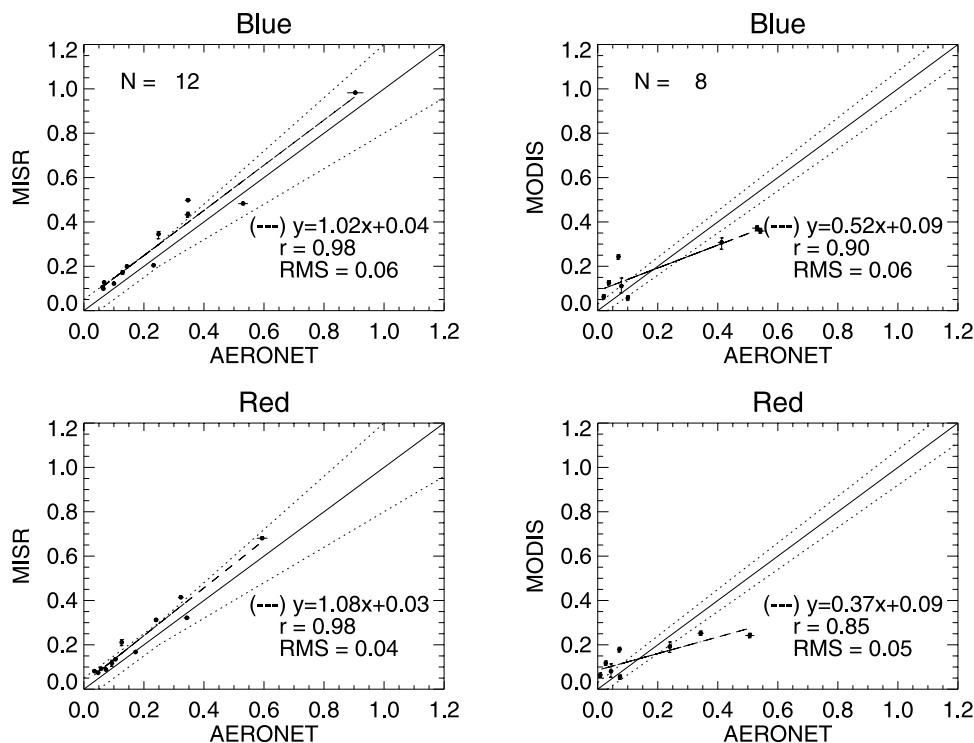 Blue
1.2
1.0
0.8
0.6
0.4
0.2
0.0
MISR
N = 12
(---) y=1.02x+0.04
r = 0.98
RMS = 0.06
0.0 0.2 0.4 0.6 0.8 1.0 1.2
AERONET
Blue
1.2
1.0
0.8
0.6
0.4
0.2
0.0
MODIS
N = 8
(---) y=0.52x+0.09
r = 0.90
RMS = 0.06
0.0 0.2 0.4 0.6 0.8 1.0 1.2
AERONET
Red
1.2
1.0
0.8
0.6
0.4
0.2
0.0
MISR
(---) y=1.08x+0.03
r = 0.98
RMS = 0.04
0.0 0.2 0.4 0.6 0.8 1.0 1.2
AERONET
Red
1.2
1.0
0.8
0.6
0.4
0.2
0.0
MODIS
(---) y=0.37x+0.09
r = 0.85
RMS = 0.05
0.0 0.2 0.4 0.6 0.8 1.0 1.2
AERONET